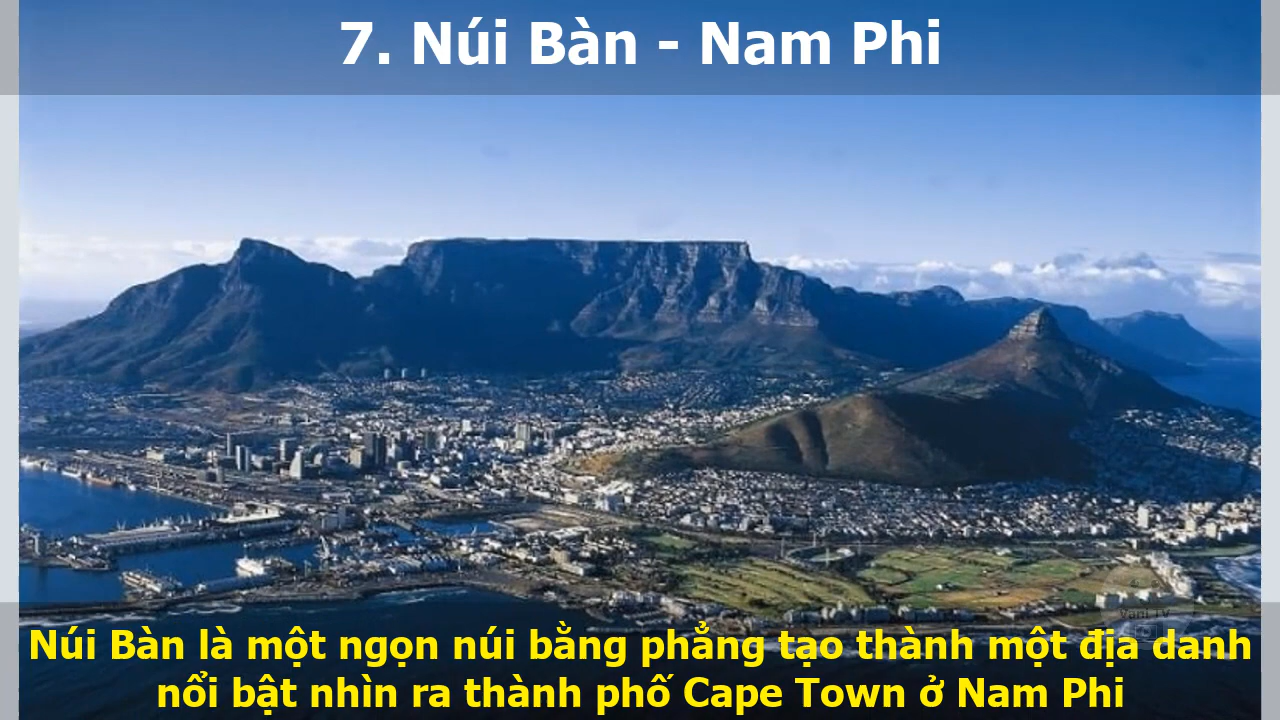 7. Núi Bàn - Nam Phi
Núi Bàn là một ngọn núi bằng phẳng tạo thành một địa danh
nổi bật nhìn ra thành phố Cape Town ở Nam Phi